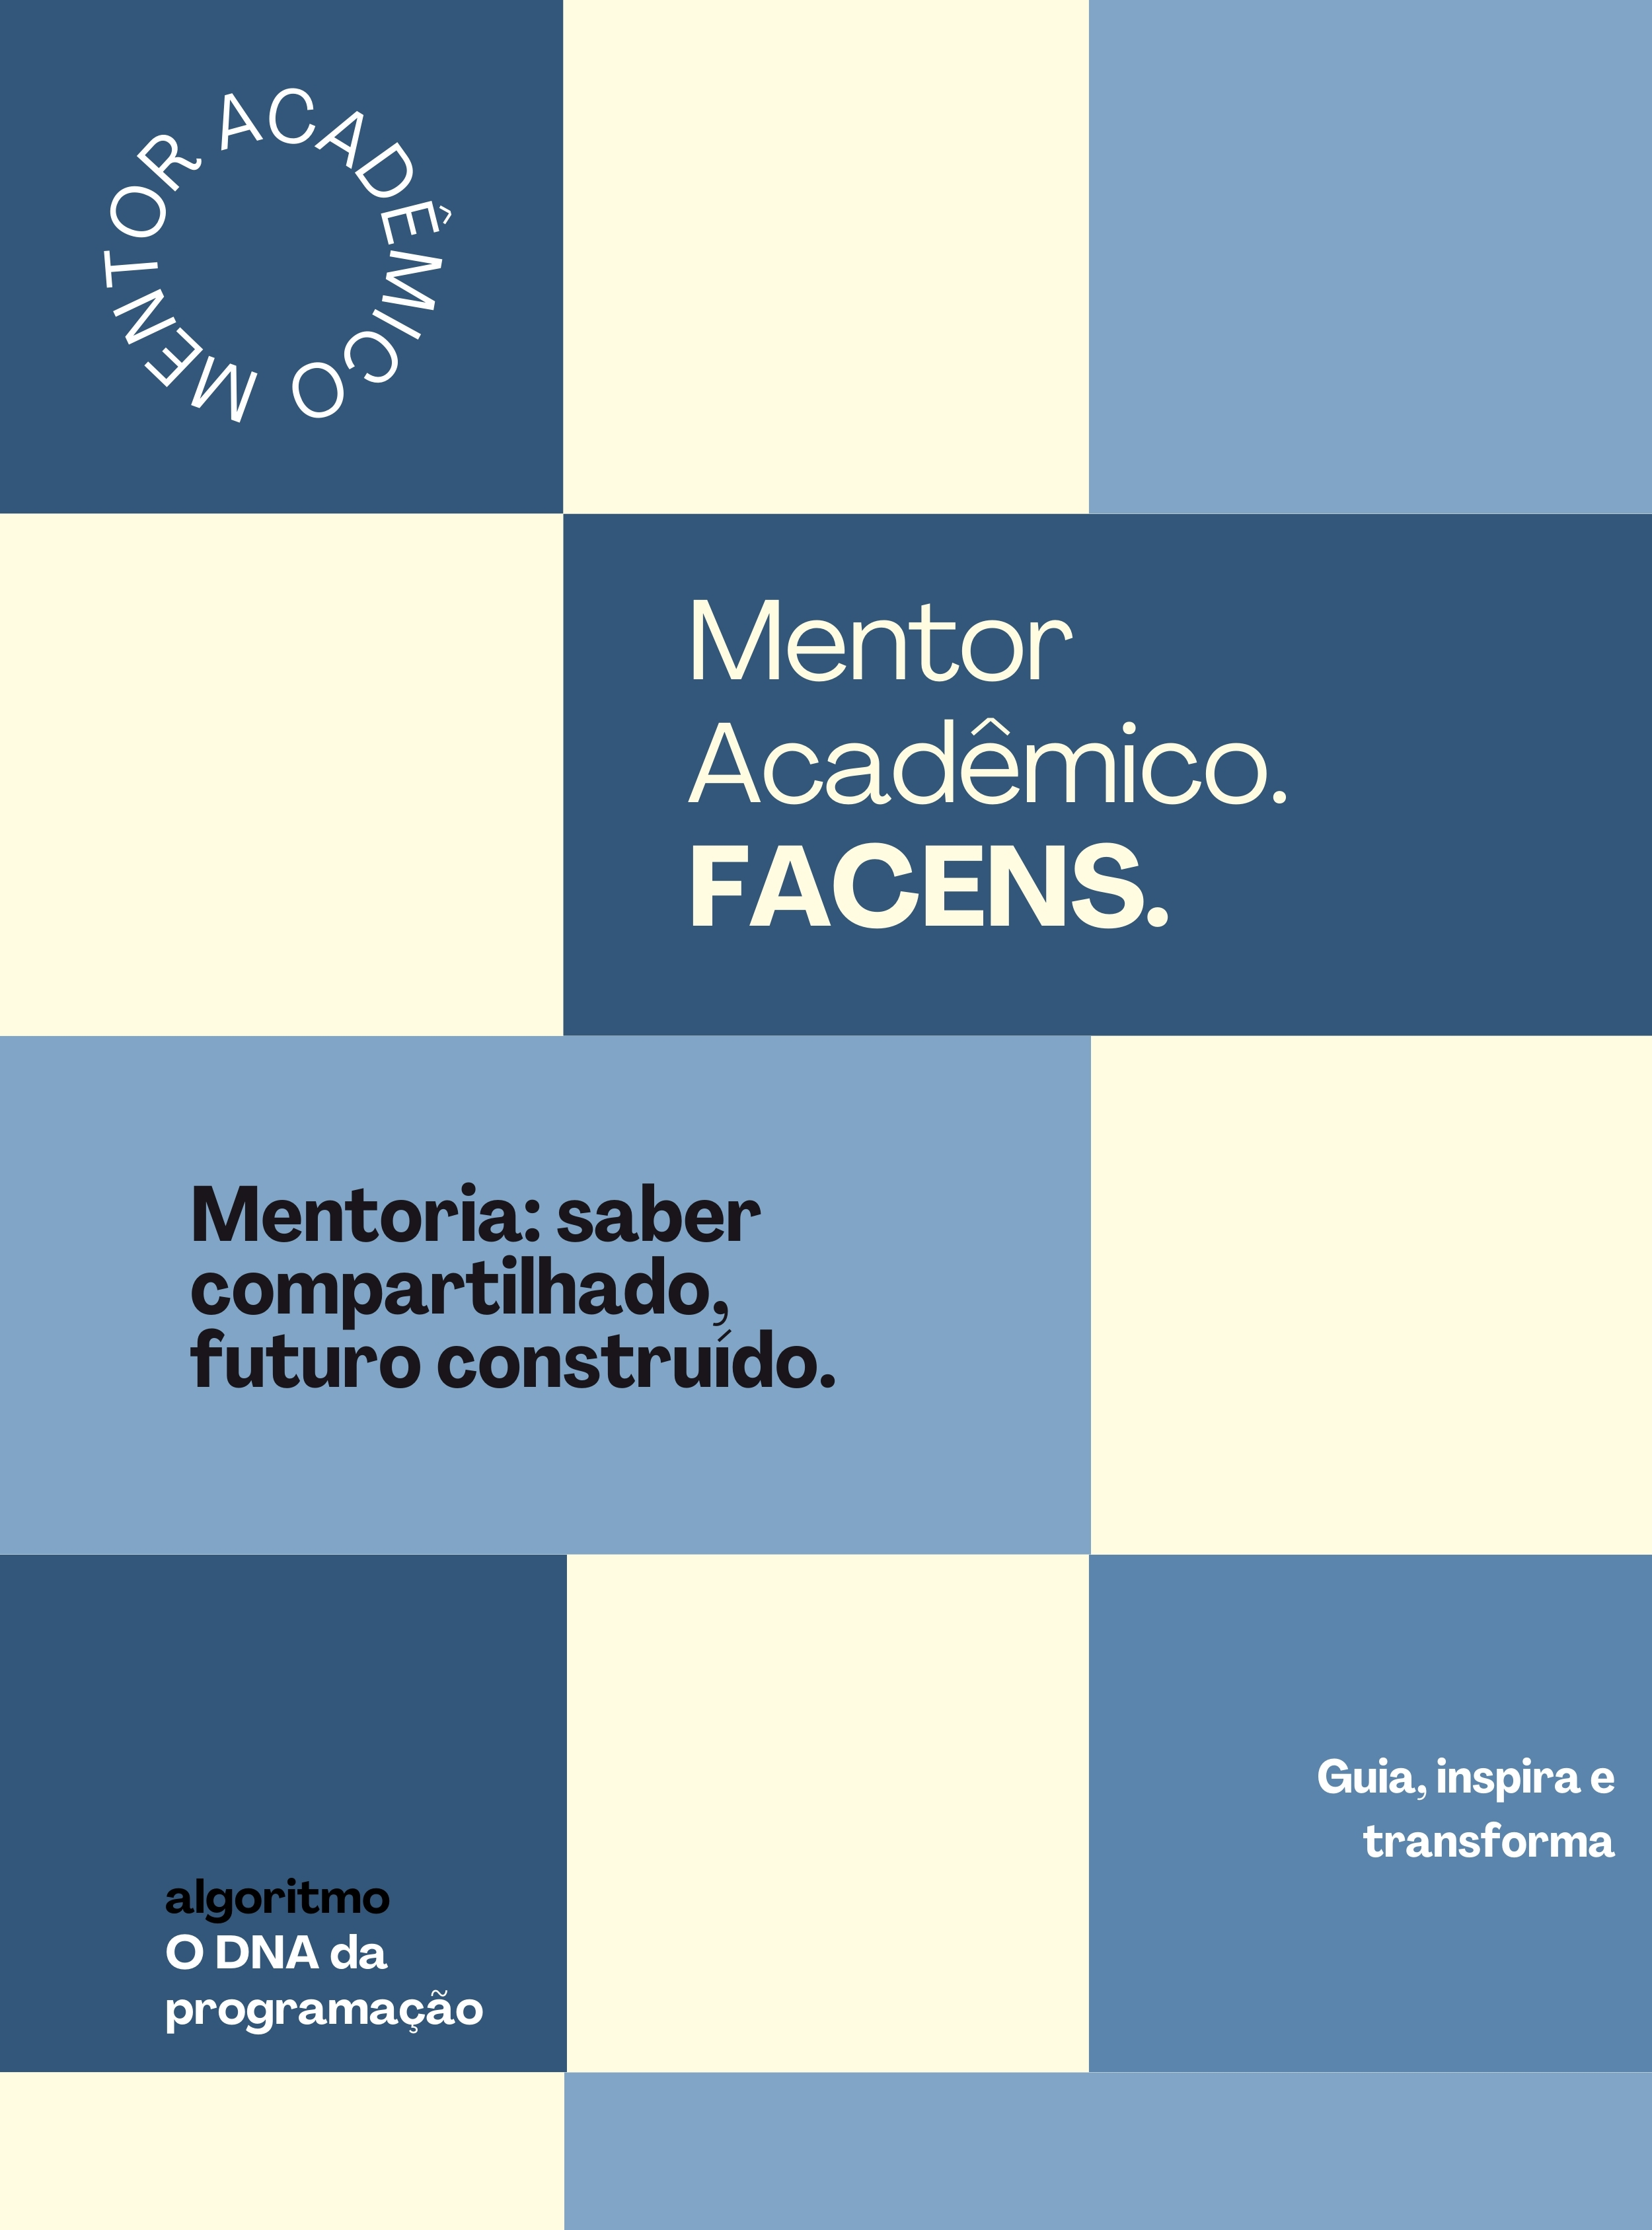 MENTOR ACADÊMICO
Mentor
Acadêmico.
FACENS.
Mentoria: saber
compartilhado,
futuro construído.
Guia, inspira e
transforma
algoritmo
O DNA da
programação